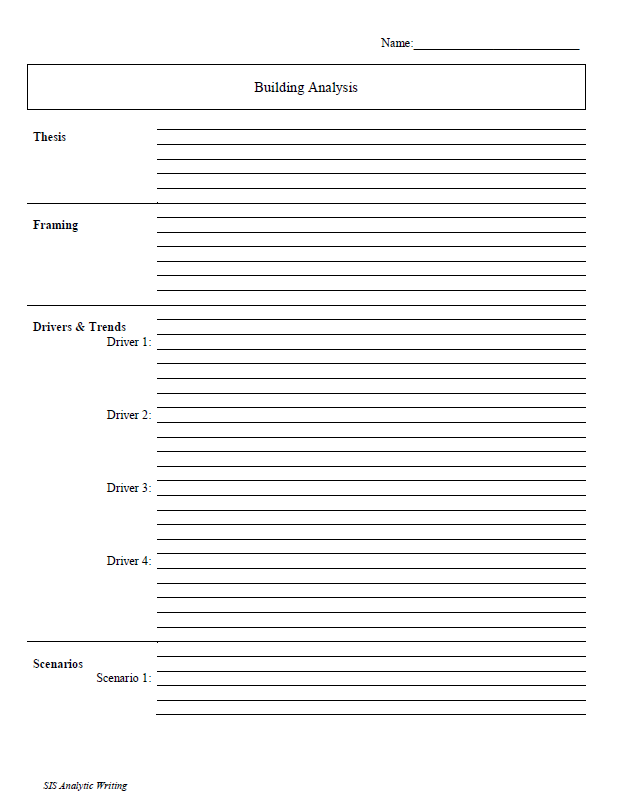 Name:
Building Analysis
Thesis
Framing
Drivers & Trends
Driver 1:
Driver 2:
Driver 3:
Driver 4:
Scenarios
Scenario 1:
SIS Analytic Writing